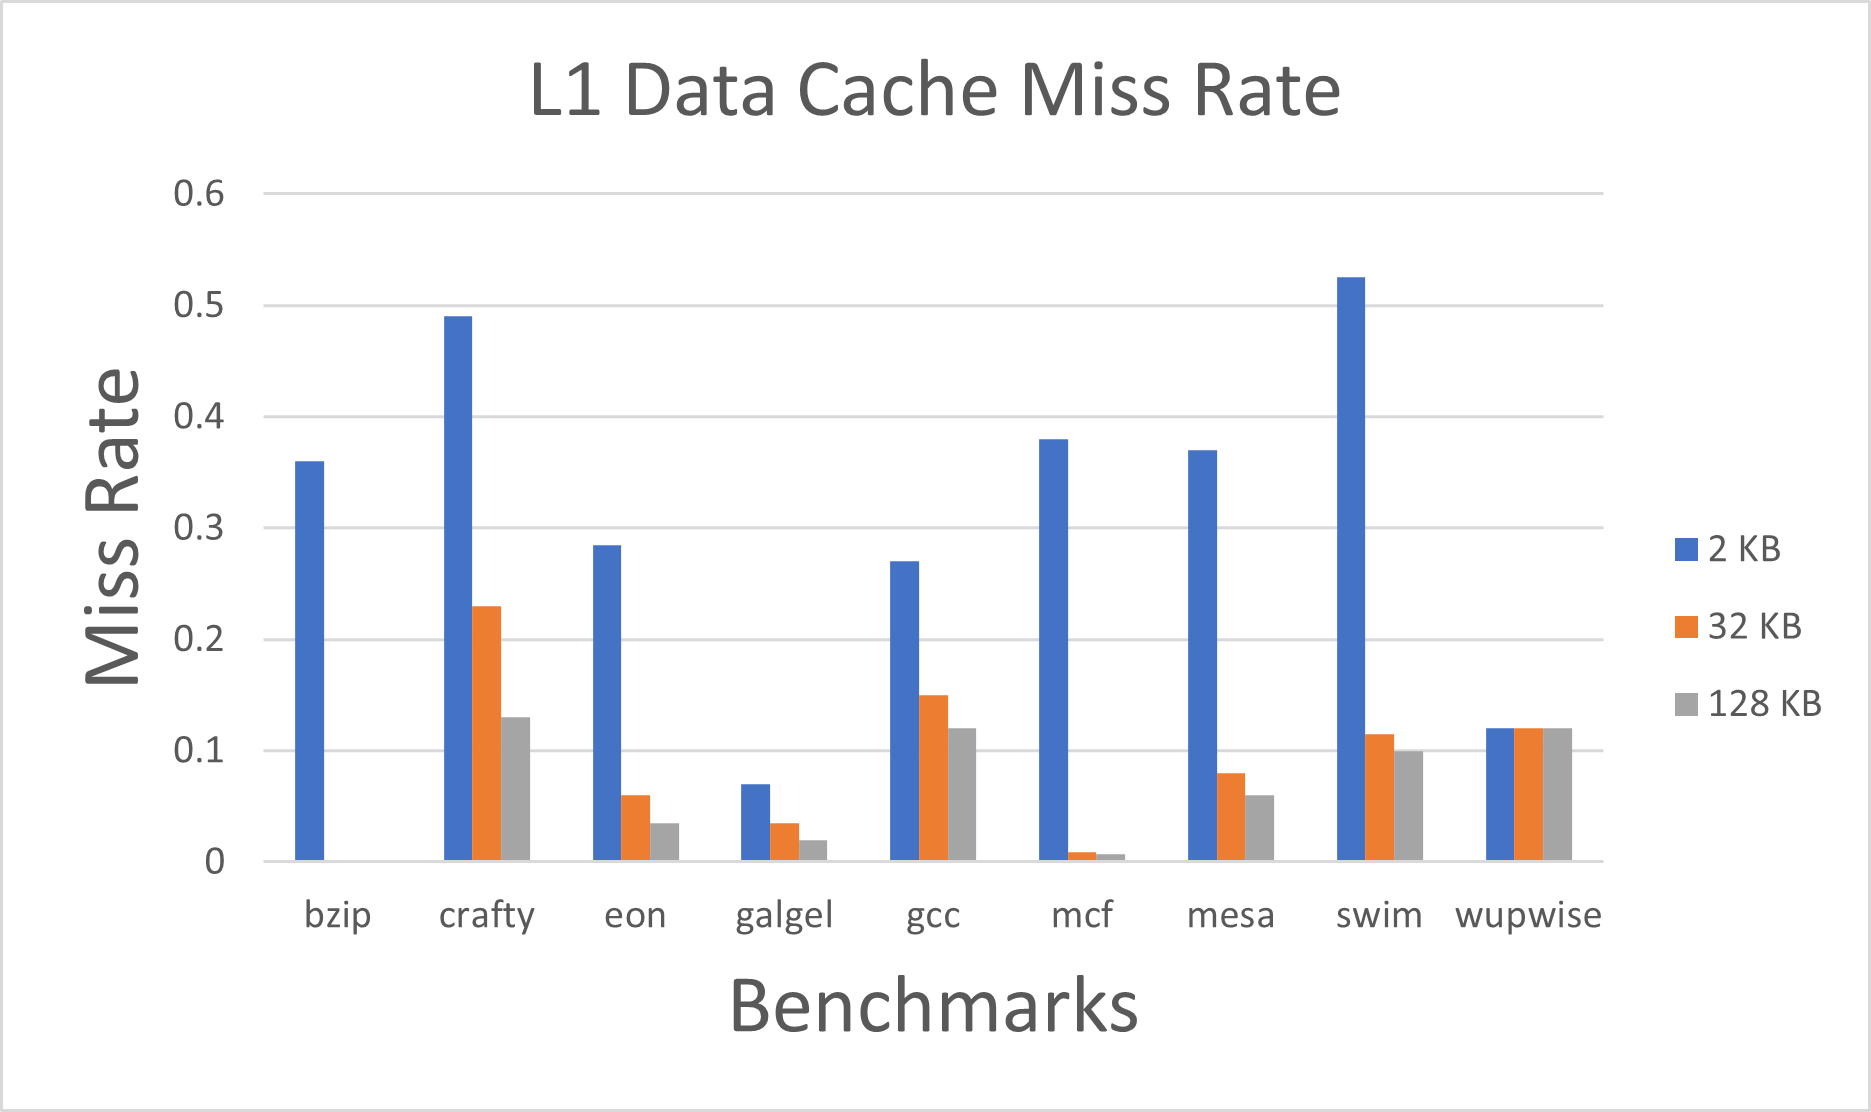 L1 Data Cache Miss Rate
0.6
0.5
0.4
0.3
0.2
0.1
0
Miss Rate
bzip crafty eon galgel gcc mcf mesa swim wupwise
Benchmarks
2 KB
32 KB
128 KB